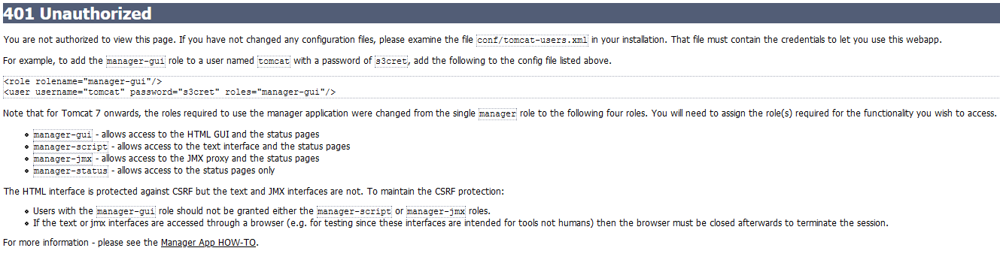 401 Unauthorized
You are not authorized to view this page. If you have not changed any configuration files, please examine the file conf/tomcat-users.xml in your installation. That file must contain the credentials to let you use this webapp.
For example, to add the manager-gui role to a user named tomcat with a password of s3cret, add the following to the config file listed above.
<role rolename="manager-gui"/>
<user username="tomcat" password="s3cret" roles="manager-gui"/>
Note that for Tomcat 7 onwards, the roles required to use the manager application were changed from the single manager role to the following four roles. You will need to assign the role(s) required for the functionality you wish to access.
manager-gui - allows access to the HTML GUI and the status pages
manager-script - allows access to the text interface and the status pages
manager-jmx - allows access to the JMX proxy and the status pages
manager-status - allows access to the status pages only
The HTML interface is protected against CSRF but the text and JMX interfaces are not. To maintain the CSRF protection:
Users with the manager-gui role should not be granted either the manager-script or manager-jmx roles.
If the text or jmx interfaces are accessed through a browser (e.g. for testing since these interfaces are intended for tools not humans) then the browser must be closed afterwards to terminate the session.
For more information - please see the Manager App HOW-TO.